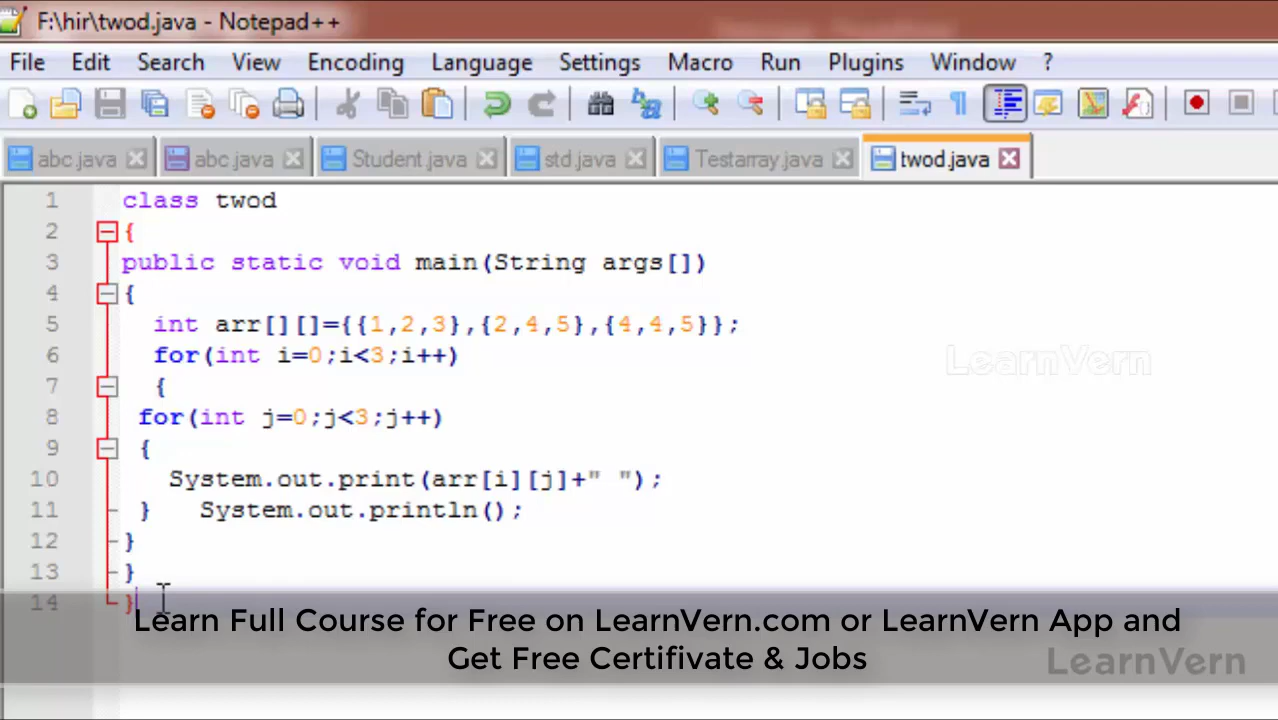 F:\hir\twod.java - Notepad++
File Edit Search View Encoding Language Settings Macro Run Plugins Window ?
abc.java abc.java Student.java std.java Testarray.java twod.java
1 class twod
2 {
3 public static void main(String args[])
4 {
5 int arr[][]={{1,2,3},{2,4,5},{4,4,5}};
6 for(int i=0;i<3;i++)
LearnVern
7 {
8 for(int j=0;j<3;j++)
9 {
10 System.out.print(arr[i][j]+" ");
11 } System.out.println();
12 }
13 }
14 }
Learn Full Course for Free on LearnVern.com or LearnVern App and
Get Free Certifivate & Jobs
LearnVern